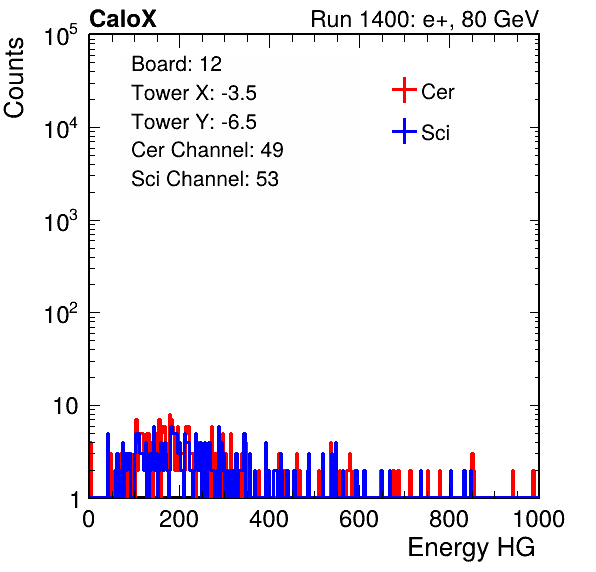 CaloX Run 1400: e+, 80 GeV
Counts
10^5
10^4
10^3
10^2
10
1
Board: 12
Tower X: -3.5
Tower Y: -6.5
Cer Channel: 49
Sci Channel: 53
Cer
Sci
0 200 400 600 800 1000
Energy HG